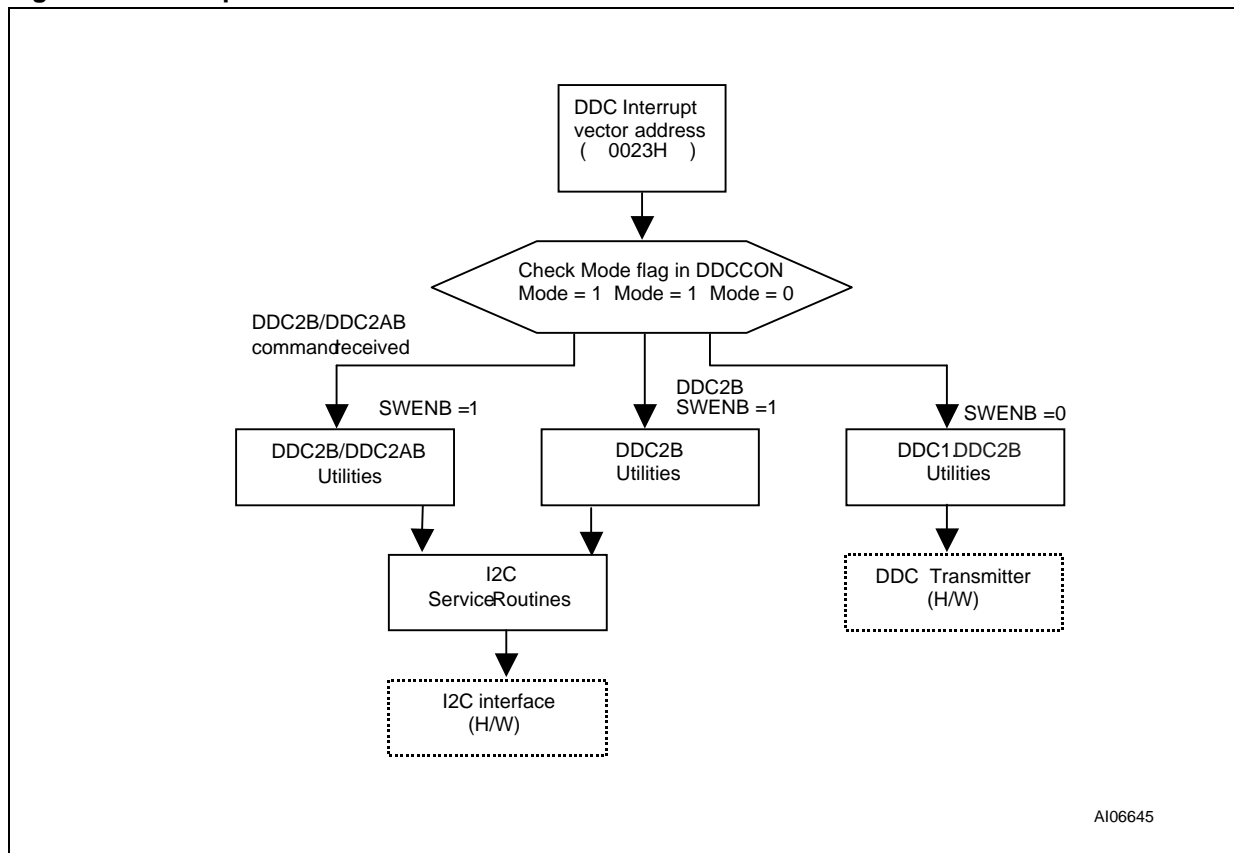 DDC Interrupt
vector address
( 0023H )
Check Mode flag in DDCCON
Mode = 1 Mode = 1 Mode = 0
DDC2B/DDC2AB
commandreceived
DDC2B
SWENB =1
SWENB =1
SWENB =0
DDC2B/DDC2AB
Utilities
DDC2B
Utilities
DDC1.DDC2B
Utilities
I2C
ServiceRoutines
DDC Transmitter
(H/W)
I2C interface
(H/W)
AI06645